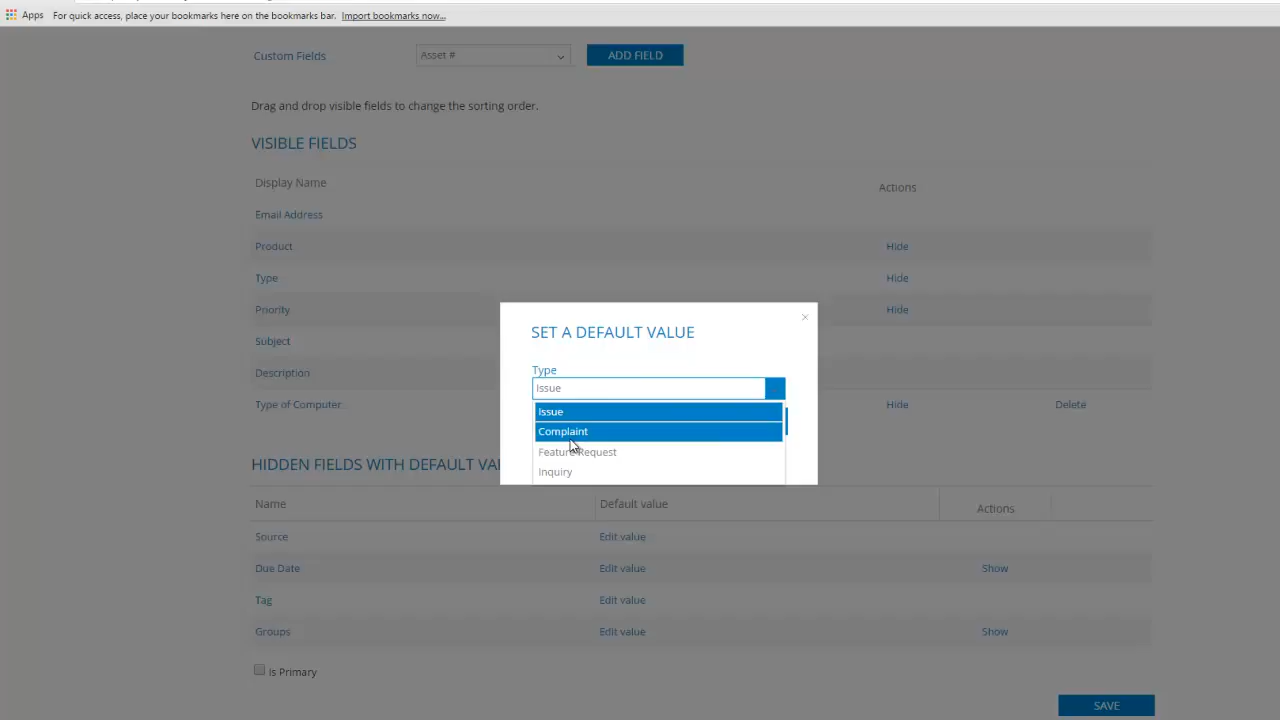 Apps For quick access, place your bookmarks here on the bookmarks bar. Import bookmarks now...
Custom Fields Asset # ADD FIELD
Drag and drop visible fields to change the sorting order.
VISIBLE FIELDS
Display Name Actions
Email Address
Product Hide
Type Hide
Priority Hide
Subject
Description
Type of Computer Hide Delete
SET A DEFAULT VALUE
Type
Issue
Issue
Complaint
Feature Request
Inquiry
HIDDEN FIELDS WITH DEFAULT
Name Default value Actions
Source Edit value
Due Date Edit value Show
Tag Edit value
Groups Edit value Show
Is Primary
SAVE